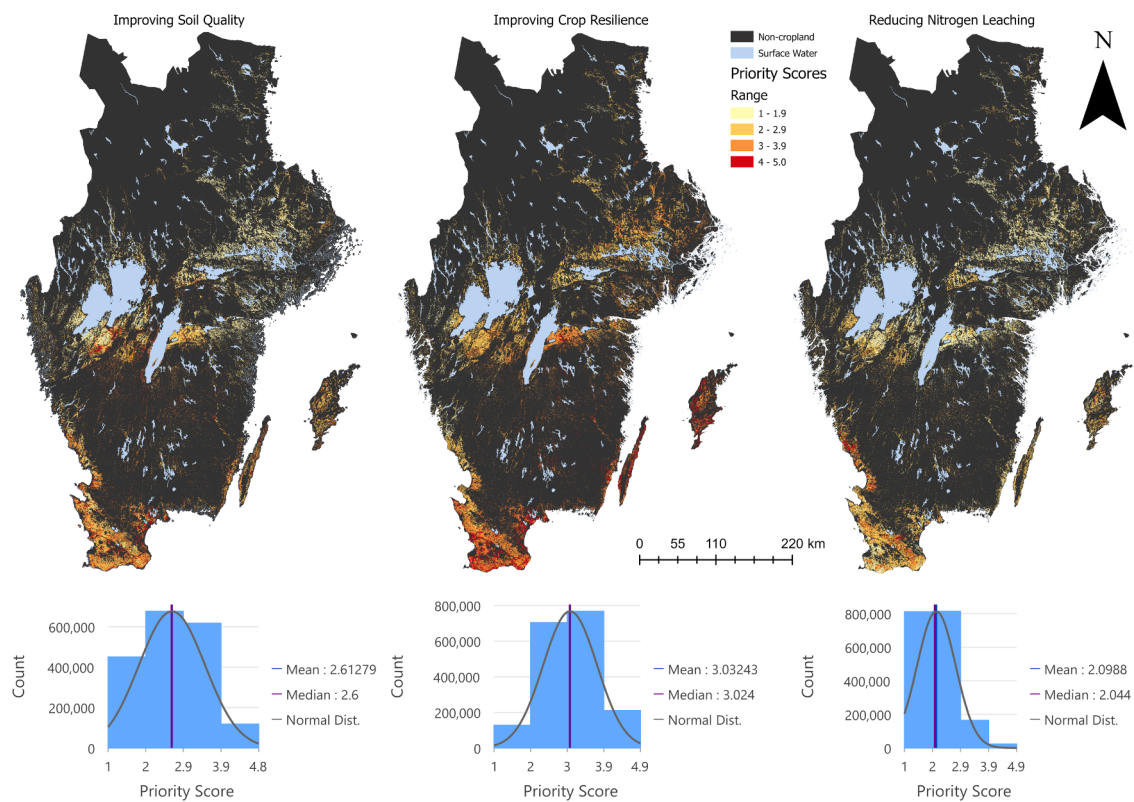 Improving Soil Quality
Improving Crop Resilience
Reducing Nitrogen Leaching
Non-cropland
Surface Water
Priority Scores
Range
1 - 1.9
2 - 2.9
3 - 3.9
4 - 5.0
N
0 55 110 220 km
Count
600,000
400,000
200,000
0
1 2 2.9 3.9 4.8
Priority Score
Mean : 2.61279
Median : 2.6
Normal Dist.
Count
800,000
600,000
400,000
200,000
0
1 2 3 3.9 4.9
Priority Score
Mean : 3.03243
Median : 3.024
Normal Dist.
Count
800,000
600,000
400,000
200,000
0
1 2 2.9 3.9 4.9
Priority Score
Mean : 2.0988
Median : 2.044
Normal Dist.